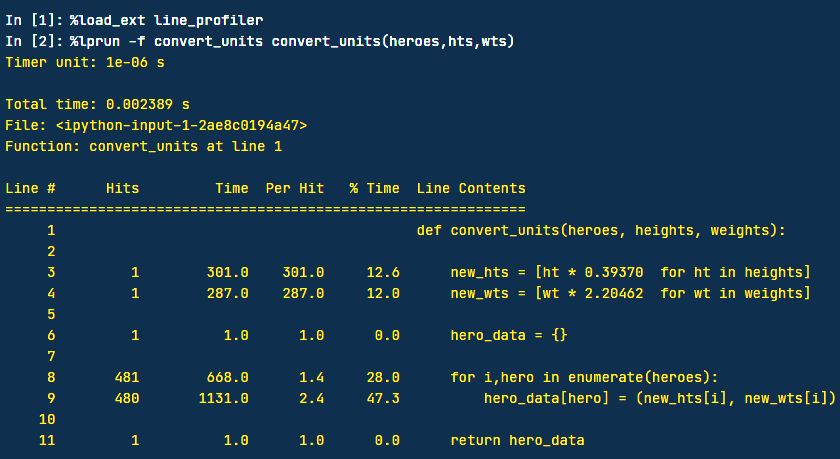 In [1]: %load_ext line_profiler
In [2]: %lprun -f convert_units convert_units(heroes,hts,wts)
Timer unit: 1e-06 s
Total time: 0.002389 s
File: <ipython-input-1-2ae8c0194a47>
Function: convert_units at line 1
Line #      Hits         Time  Per Hit   % Time  Line Contents
==============================================================
     1                                           def convert_units(heroes, heights, weights):
     2
     3         1        301.0    301.0     12.6      new_hts = [ht * 0.39370  for ht in heights]
     4         1        287.0    287.0     12.0      new_wts = [wt * 2.20462  for wt in weights]
     5
     6         1          1.0      1.0      0.0      hero_data = {}
     7
     8       481        668.0      1.4     28.0      for i,hero in enumerate(heroes):
     9       480       1131.0      2.4     47.3          hero_data[hero] = (new_hts[i], new_wts[i])
    10
    11         1          1.0      1.0      0.0      return hero_data